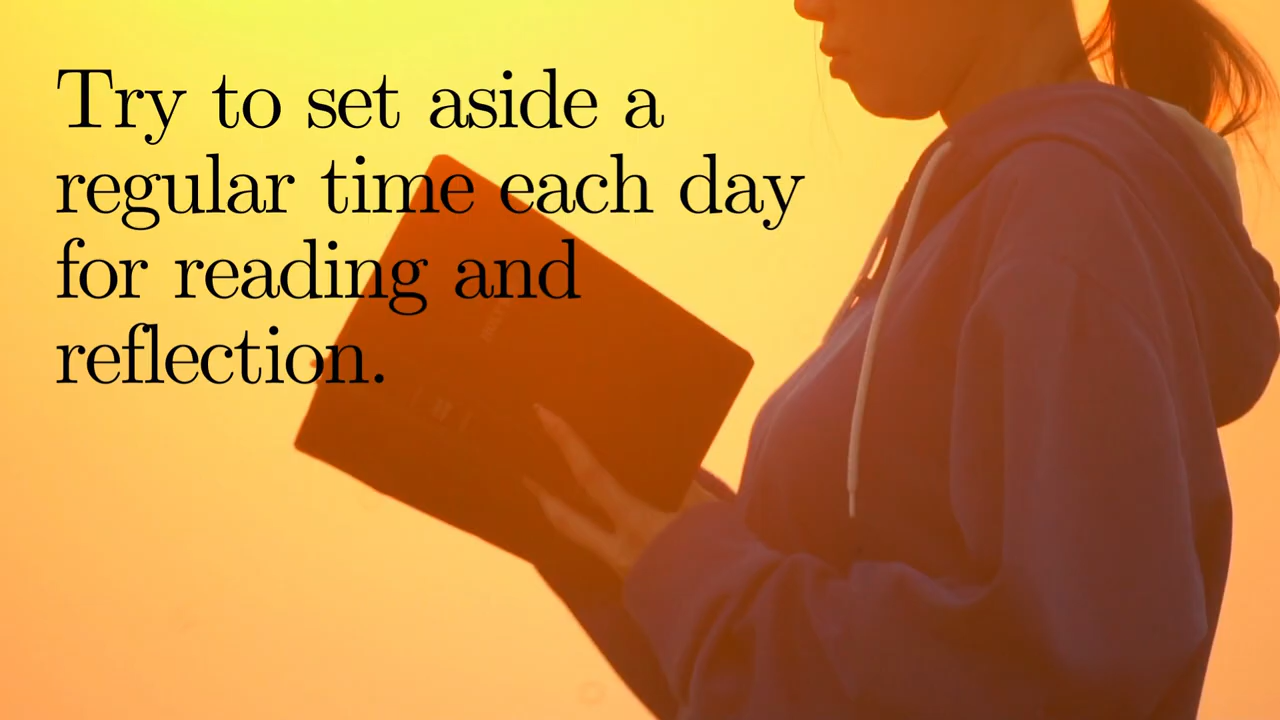 Try to set aside a
regular time each day
for reading and
reflection.